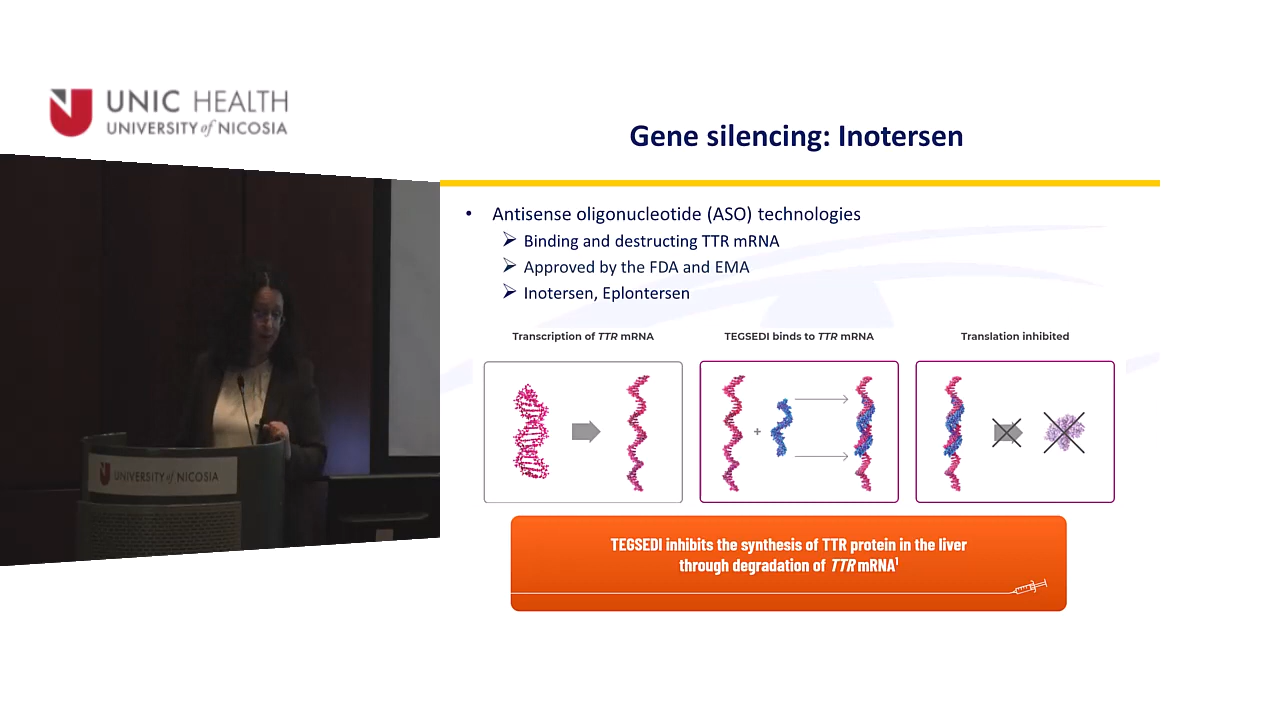 UNIC HEALTH
UNIVERSITY of NICOSIA
Gene silencing: Inotersen
• Antisense oligonucleotide (ASO) technologies
➢ Binding and destructing TTR mRNA
➢ Approved by the FDA and EMA
➢ Inotersen, Eplontersen
Transcription of TTR mRNA
TEGSEDI binds to TTR mRNA
Translation inhibited
+
TEGSEDI inhibits the synthesis of TTR protein in the liver
through degradation of TTR mRNA¹
UNIVERSITY of NICOSIA